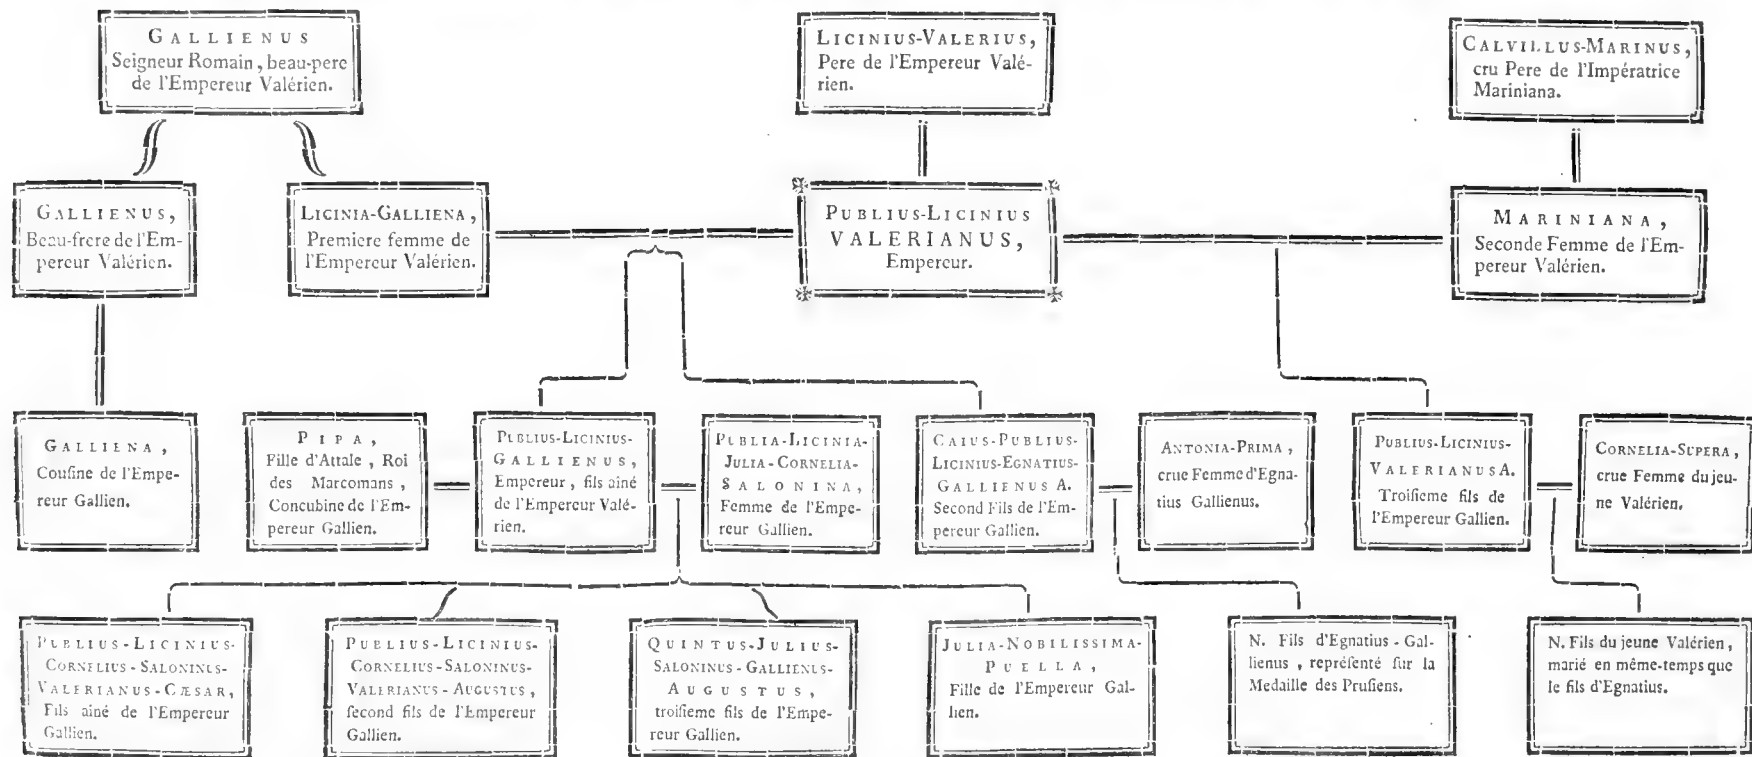 GALLIENUS
Seigneur Romain, beau-pere
de l'Empereur Valérien.
LICINIUS-VALERIUS,
Pere de l'Empereur Valé-
rien.
CALVILLUS-MARINUS,
cru Pere de l'Impératrice
Mariniana.
GALLIENUS,
Beau-frere de l'Em-
pereur Valérien.
LICINIA-GALLIENA,
Premiere femme de
l'Empereur Valérien.
PUBLIUS-LICINIUS
VALERIANUS,
Empereur.
MARINIANA,
Seconde Femme de l'Em-
pereur Valérien.
GALLIENA,
Couſine de l'Empe-
reur Gallien.
PIPA,
Fille d'Attale, Roi
des Marcomans,
Concubine de l'Em-
pereur Gallien.
PUBLIUS-LICINIUS-
GALLIENUS,
Empereur, fils aîné
de l'Empereur Valé-
rien.
PUBLIA-LICINIA-
JULIA-CORNELIA-
SALONINA,
Femme de l'Empe-
reur Gallien.
CAIUS-PUBLIUS-
LICINIUS-EGNATIUS-
GALLIENUS A.
Second Fils de l'Em-
pereur Gallien.
ANTONIA-PRIMA,
crue Femme d'Egna-
tius Gallienus.
PUBLIUS-LICINIUS-
VALERIANUS A.
Troiſieme fils de
l'Empereur Gallien.
CORNELIA-SUPERA,
crue Femme du jeu-
ne Valérien.
PUBLIUS-LICINIUS-
CORNELIUS-SALONINUS-
VALERIANUS-CÆSAR,
Fils aîné de l'Empereur
Gallien.
PUBLIUS-LICINIUS-
CORNELIUS-SALONINUS-
VALERIANUS-AUGUSTUS,
ſecond fils de l'Empereur
Gallien.
QUINTUS-JULIUS-
SALONINUS-GALLIENUS-
AUGUSTUS,
troiſieme fils de l'Empe-
reur Gallien.
JULIA-NOBILISSIMA-
PUELLA,
Fille de l'Empereur Gal-
lien.
N. Fils d'Egnatius-Gal-
lienus, repréſenté ſur la
Medaille des Pruſiens.
N. Fils du jeune Valérien,
marié en même-temps que
le fils d'Egnatius.